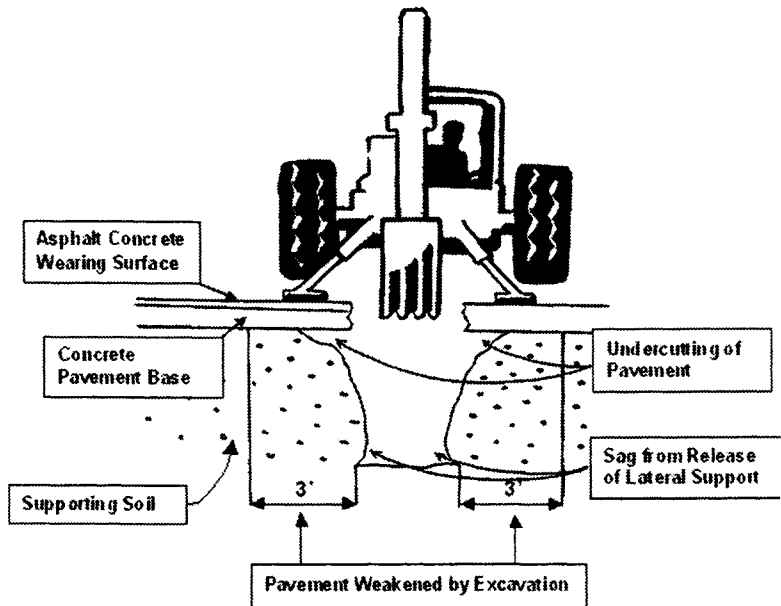 Asphalt Concrete
Wearing Surface
Concrete
Pavement Base
Undercutting of
Pavement
Supporting Soil
Sag from Release
of Lateral Support
3'
3'
Pavement Weakened by Excavation